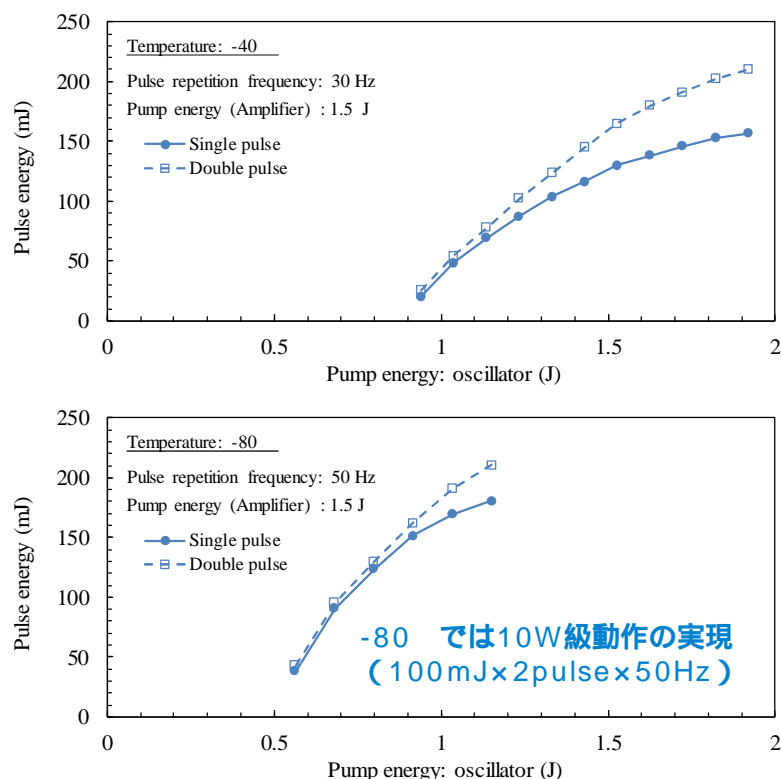 250
200
150
100
50
0
Pulse energy (mJ)
Temperature: -40
Pulse repetition frequency: 30 Hz
Pump energy (Amplifier) : 1.5 J
Single pulse
Double pulse
0 0.5 1 1.5 2
Pump energy: oscillator (J)
250
200
150
100
50
0
Pulse energy (mJ)
Temperature: -80
Pulse repetition frequency: 50 Hz
Pump energy (Amplifier) : 1.5 J
Single pulse
Double pulse
-80 では10W級動作の実現
(100mJ×2pulse×50Hz)
0 0.5 1 1.5 2
Pump energy: oscillator (J)